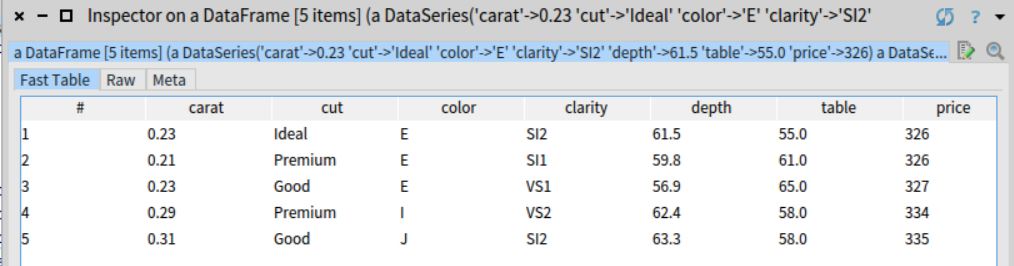 Inspector on a DataFrame [5 items] (a DataSeries('carat'->0.23 'cut'->'Ideal' 'color'->'E' 'clarity'->'SI2' ?
a DataFrame [5 items] (a DataSeries('carat'->0.23 'cut'->'Ideal' 'color'->'E' 'clarity'->'SI2' 'depth'->61.5 'table'->55.0 'price'->326) a DataSe...
Fast Table Raw Meta
# carat cut color clarity depth table price
1 0.23 Ideal E SI2 61.5 55.0 326
2 0.21 Premium E SI1 59.8 61.0 326
3 0.23 Good E VS1 56.9 65.0 327
4 0.29 Premium I VS2 62.4 58.0 334
5 0.31 Good J SI2 63.3 58.0 335